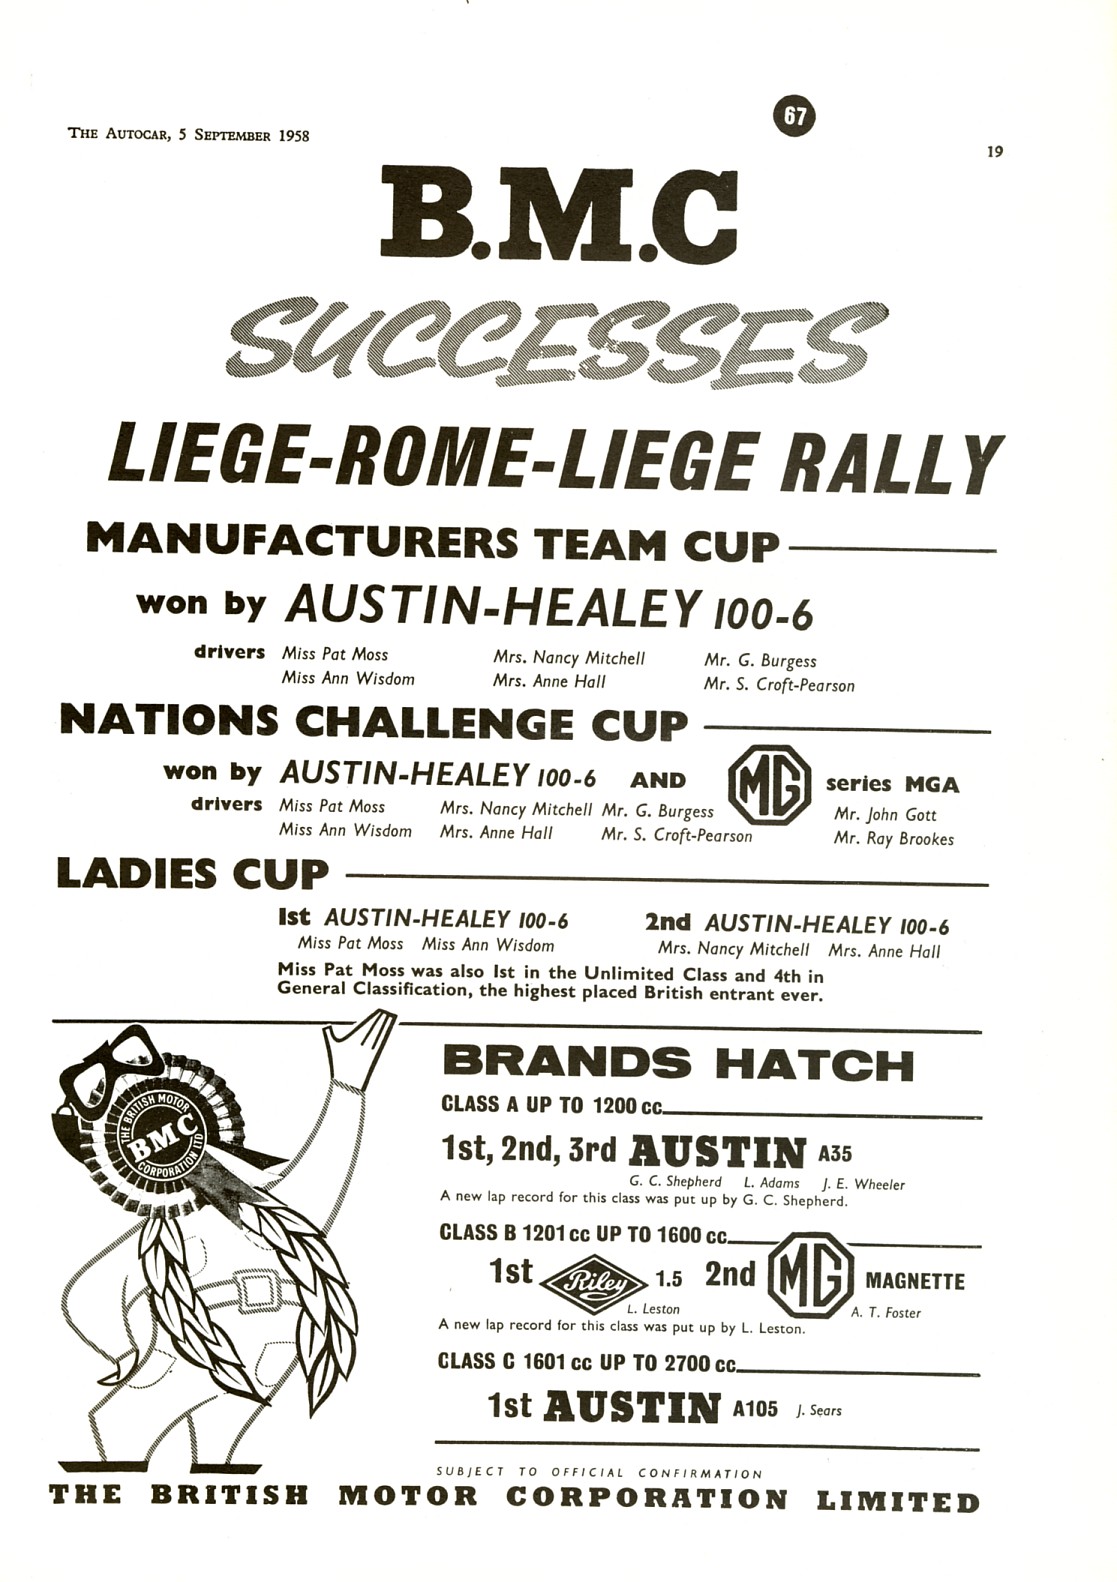 67
THE AUTOCAR, 5 SEPTEMBER 1958
19
B.M.C
SUCCESSES
LIEGE-ROME-LIEGE RALLY
MANUFACTURERS TEAM CUP
won by AUSTIN-HEALEY 100-6
drivers Miss Pat Moss Mrs. Nancy Mitchell Mr. G. Burgess
Miss Ann Wisdom Mrs. Anne Hall Mr. S. Croft-Pearson
NATIONS CHALLENGE CUP
won by AUSTIN-HEALEY 100-6 AND MG series MGA
drivers Miss Pat Moss Mrs. Nancy Mitchell Mr. G. Burgess Mr. John Gott
Miss Ann Wisdom Mrs. Anne Hall Mr. S. Croft-Pearson Mr. Ray Brookes
LADIES CUP
1st AUSTIN-HEALEY 100-6 2nd AUSTIN-HEALEY 100-6
Miss Pat Moss Miss Ann Wisdom Mrs. Nancy Mitchell Mrs. Anne Hall
Miss Pat Moss was also 1st in the Unlimited Class and 4th in
General Classification, the highest placed British entrant ever.
THE BRITISH MOTOR
BMC
CORPORATION LTD
BRANDS HATCH
CLASS A UP TO 1200 cc
1st, 2nd, 3rd AUSTIN A35
G. C. Shepherd L. Adams J. E. Wheeler
A new lap record for this class was put up by G. C. Shepherd.
CLASS B 1201 cc UP TO 1600 cc
1st Riley 1.5 2nd MG MAGNETTE
L. Leston A. T. Foster
A new lap record for this class was put up by L. Leston.
CLASS C 1601 cc UP TO 2700 cc
1st AUSTIN A105 J. Sears
SUBJECT TO OFFICIAL CONFIRMATION
THE BRITISH MOTOR CORPORATION LIMITED